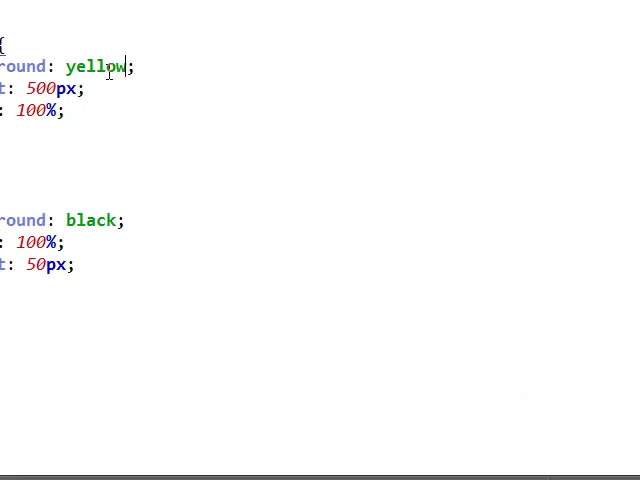 {
round: yellow;
t: 500px;
: 100%;
round: black;
: 100%;
t: 50px;